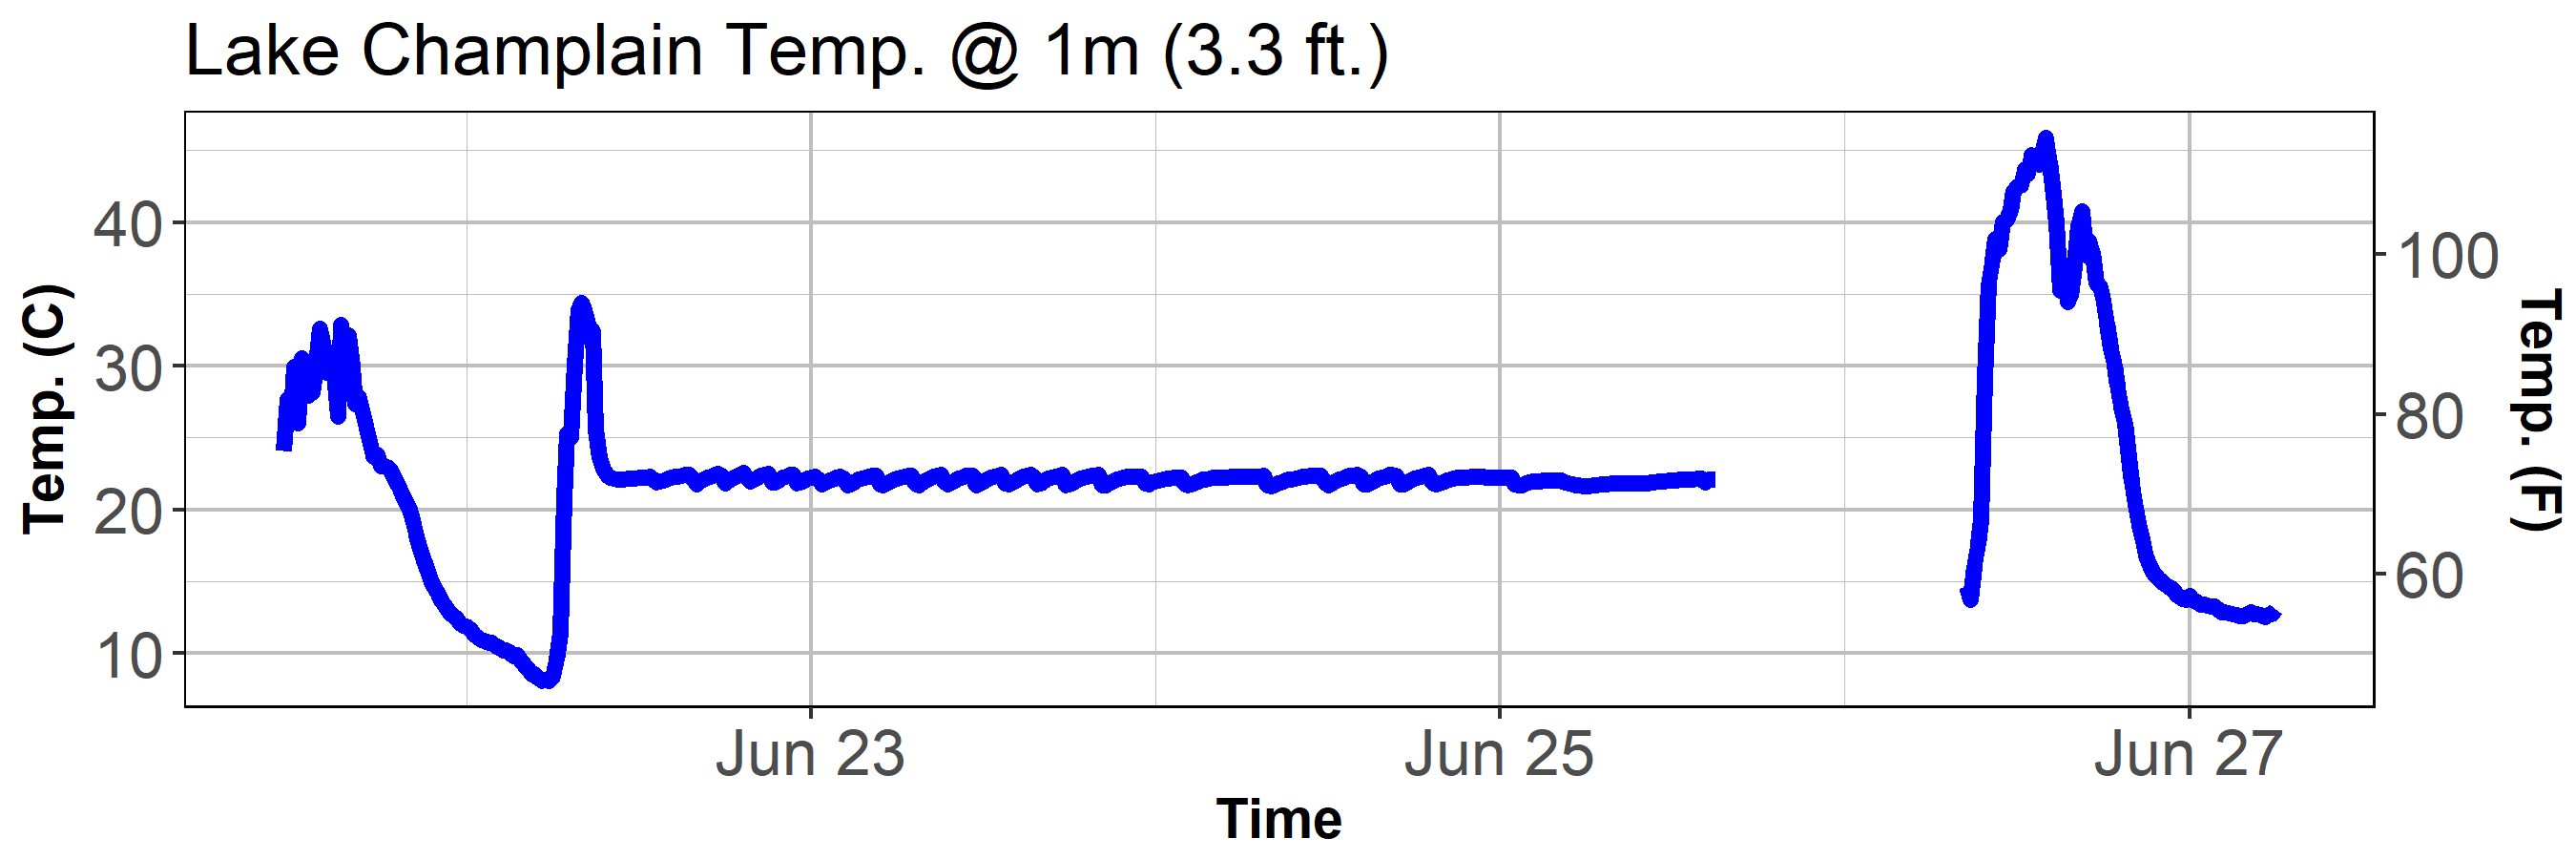 Lake Champlain Temp. @ 1m (3.3 ft.)
Temp. (C)
40
30
20
10
100
80
60
Temp. (F)
Jun 23
Jun 25
Jun 27
Time